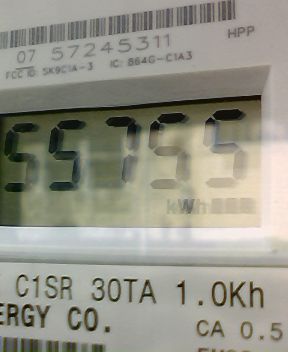 HPP
07 57245311
FCC ID: SK9C1A-3 IC: 864G-C1A3
55755
kWh
C1SR 30TA 1.0Kh
ERGY CO.
CA 0.5